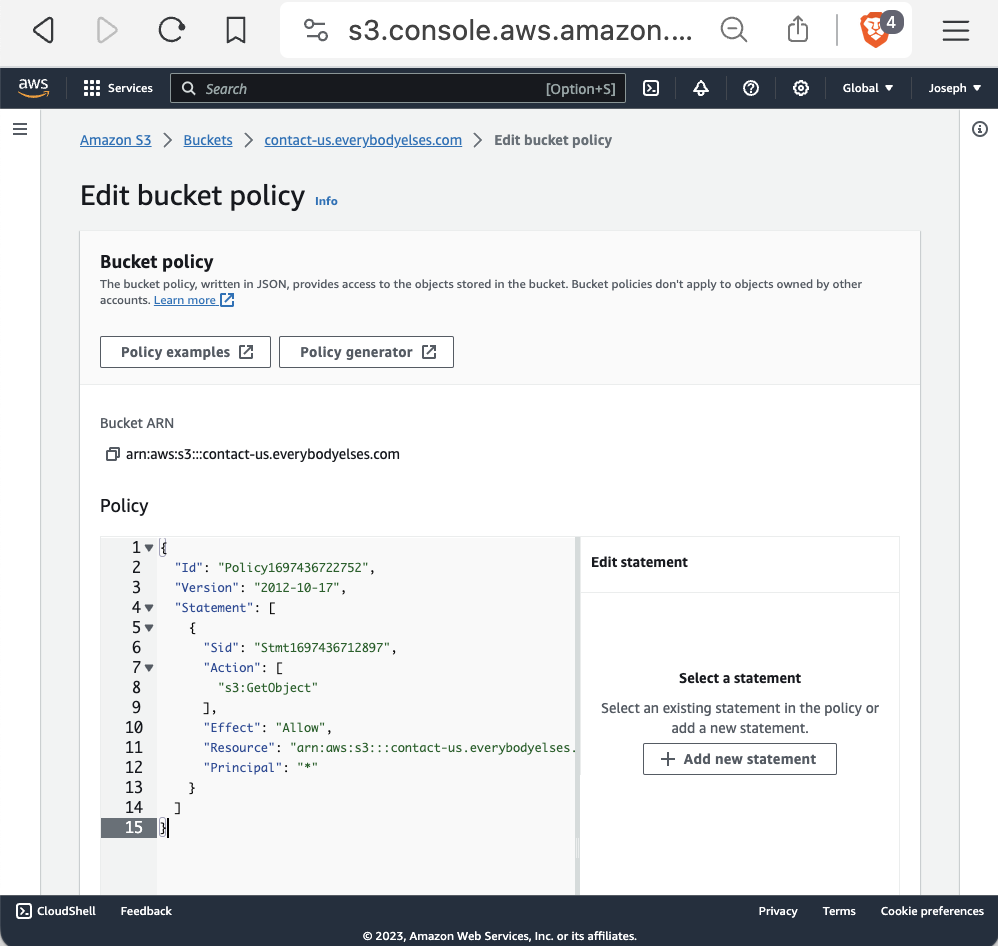 s3.console.aws.amazon....
4
aws
Services
Search
[Option+S]
Global
Joseph
Amazon S3 > Buckets > contact-us.everybodyelses.com > Edit bucket policy
Edit bucket policy Info
Bucket policy
The bucket policy, written in JSON, provides access to the objects stored in the bucket. Bucket policies don't apply to objects owned by other
accounts. Learn more
Policy examples
Policy generator
Bucket ARN
arn:aws:s3:::contact-us.everybodyelses.com
Policy
1 {
2 "Id": "Policy1697436722752",
3 "Version": "2012-10-17",
4 "Statement": [
5 {
6 "Sid": "Stmt1697436712897",
7 "Action": [
8 "s3:GetObject"
9 ],
10 "Effect": "Allow",
11 "Resource": "arn:aws:s3:::contact-us.everybodyelses.
12 "Principal": "*"
13 }
14 ]
15 }
Edit statement
Select a statement
Select an existing statement in the policy or
add a new statement.
+ Add new statement
CloudShell
Feedback
Privacy
Terms
Cookie preferences
© 2023, Amazon Web Services, Inc. or its affiliates.